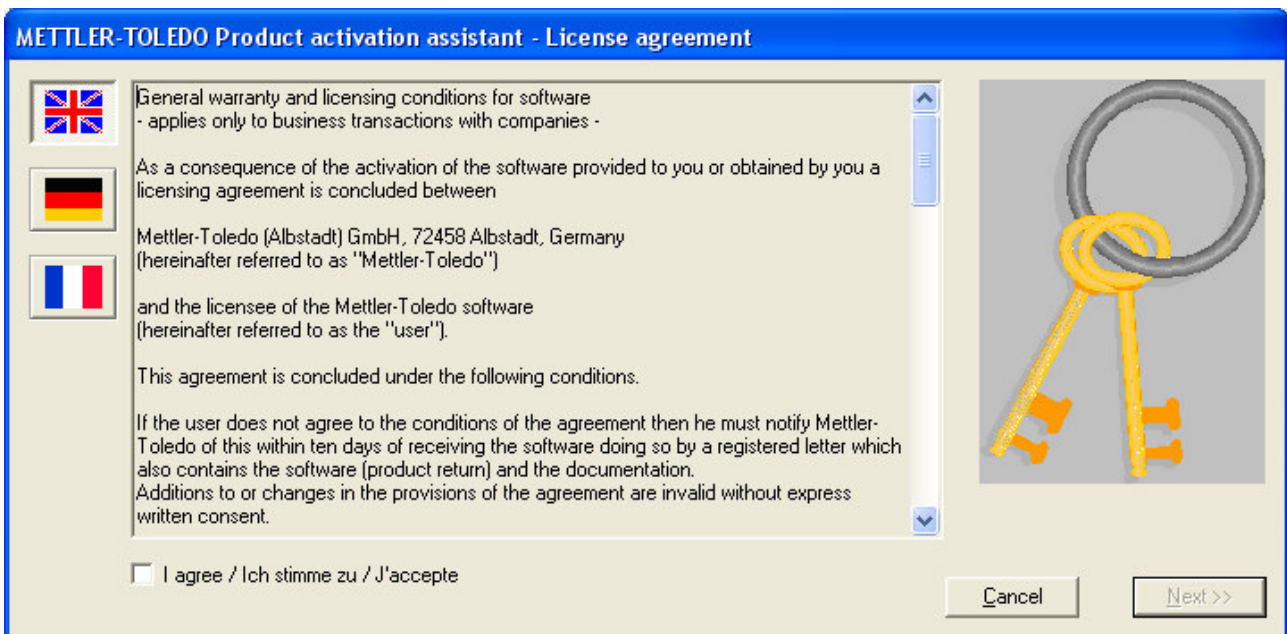 METTLER-TOLEDO Product activation assistant - License agreement
General warranty and licensing conditions for software
- applies only to business transactions with companies -
As a consequence of the activation of the software provided to you or obtained by you a
licensing agreement is concluded between
Mettler-Toledo (Albstadt) GmbH, 72458 Albstadt, Germany
(hereinafter referred to as "Mettler-Toledo")
and the licensee of the Mettler-Toledo software
(hereinafter referred to as the "user").
This agreement is concluded under the following conditions.
If the user does not agree to the conditions of the agreement then he must notify Mettler-
Toledo of this within ten days of receiving the software doing so by a registered letter which
also contains the software (product return) and the documentation.
Additions to or changes in the provisions of the agreement are invalid without express
written consent.
I agree / Ich stimme zu / J'accepte
Cancel
Next >>